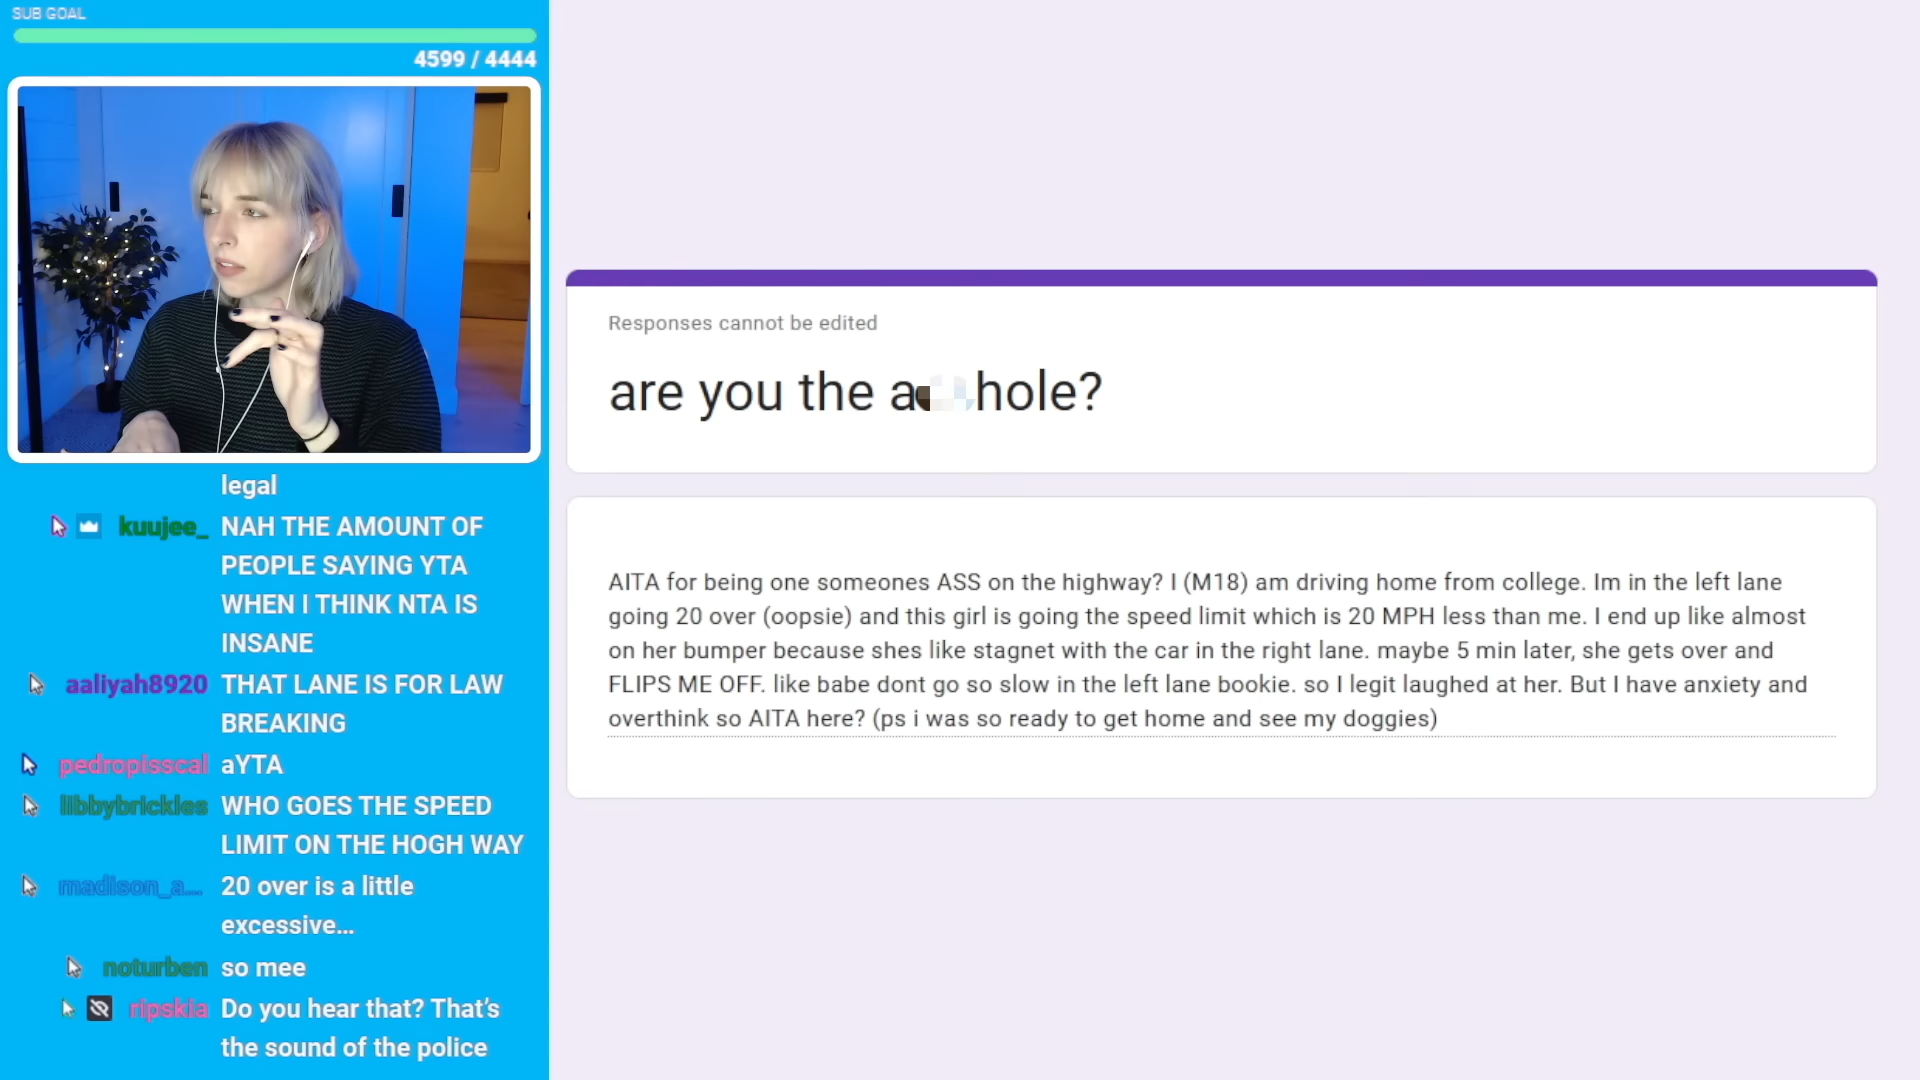 SUB GOAL
4599 / 4444
legal
kuujee_ NAH THE AMOUNT OF
PEOPLE SAYING YTA
WHEN I THINK NTA IS
INSANE
aaliyah8920 THAT LANE IS FOR LAW
BREAKING
pedropisscal aYTA
libbybrickles WHO GOES THE SPEED
LIMIT ON THE HOGH WAY
madison_a... 20 over is a little
excessive...
noturben so mee
ripskia Do you hear that? That's
the sound of the police
Responses cannot be edited
are you the a hole?
AITA for being one someones ASS on the highway? I (M18) am driving home from college. Im in the left lane
going 20 over (oopsie) and this girl is going the speed limit which is 20 MPH less than me. I end up like almost
on her bumper because shes like stagnet with the car in the right lane. maybe 5 min later, she gets over and
FLIPS ME OFF. like babe dont go so slow in the left lane bookie. so I legit laughed at her. But I have anxiety and
overthink so AITA here? (ps i was so ready to get home and see my doggies)